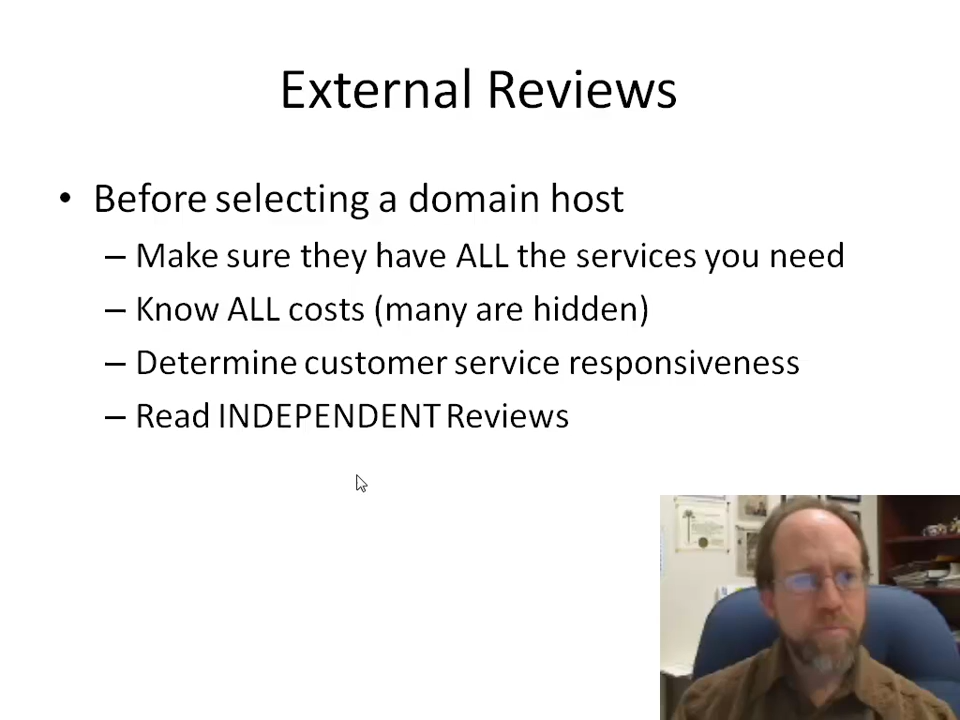 External Reviews
• Before selecting a domain host
– Make sure they have ALL the services you need
– Know ALL costs (many are hidden)
– Determine customer service responsiveness
– Read INDEPENDENT Reviews